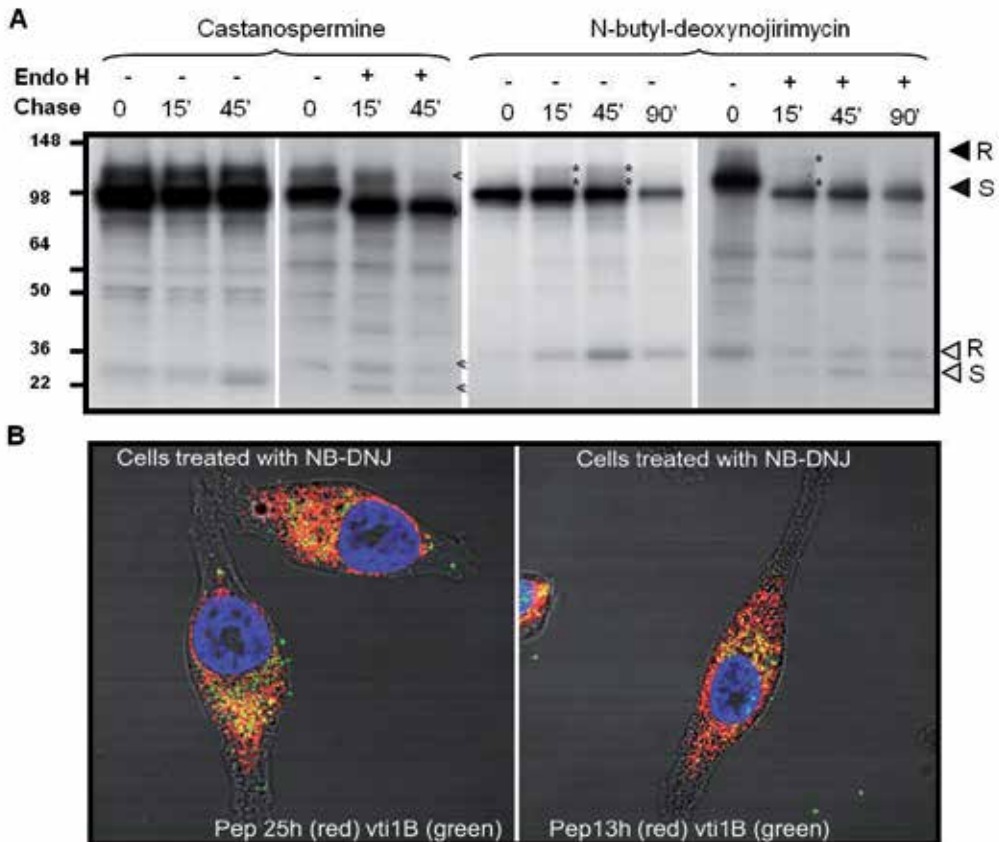 A
Castanospermine N-butyl-deoxynojirimycin
Endo H - - - - + + - - - - - + + +
Chase 0 15' 45' 0 15' 45' 0 15' 45' 90' 0 15' 45' 90'
148
R
98
S
64
50
36
R
S
22
B
Cells treated with NB-DNJ Cells treated with NB-DNJ
Pep 25h (red) vti1B (green) Pep13h (red) vti1B (green)